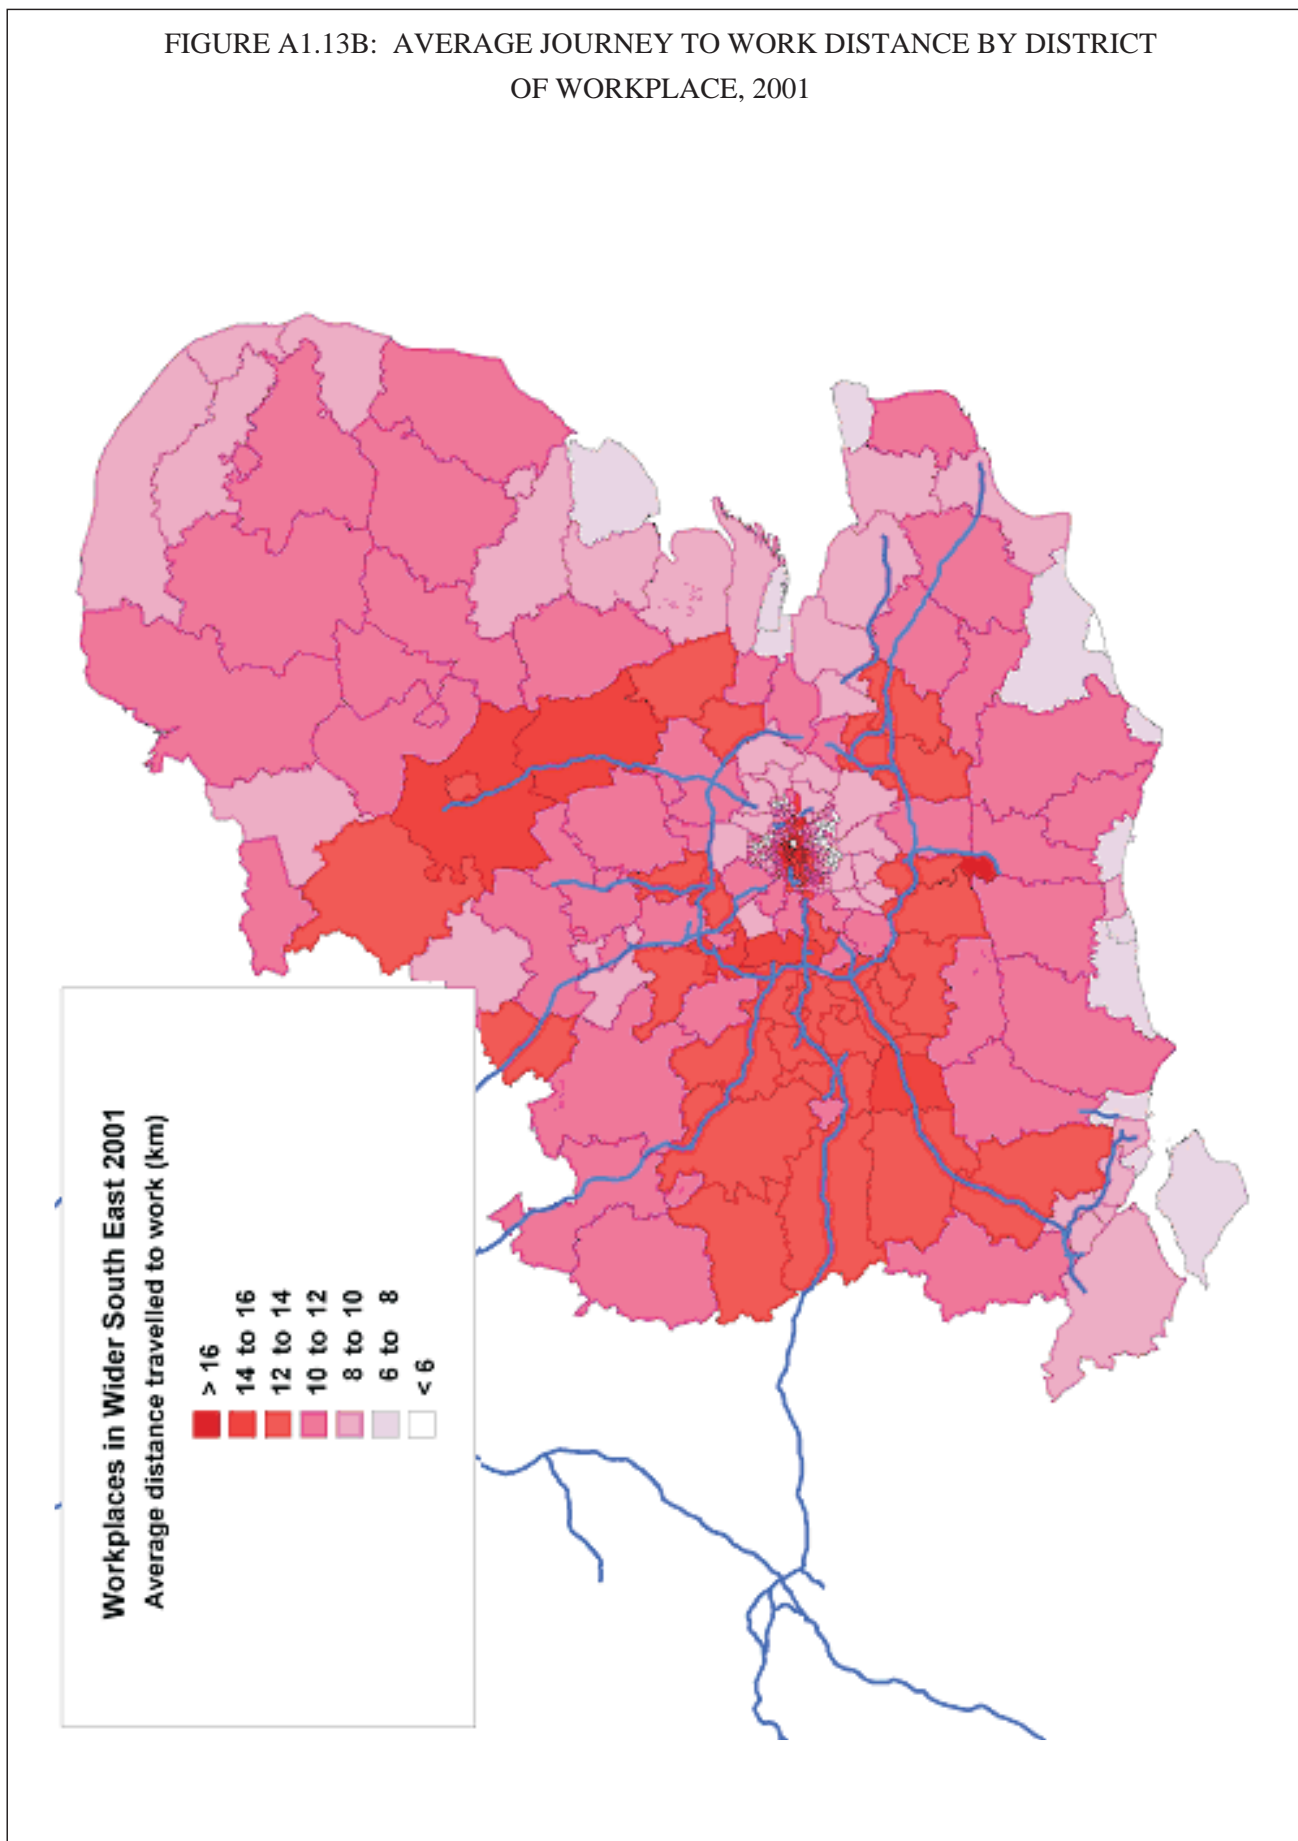 FIGURE A1.13B: AVERAGE JOURNEY TO WORK DISTANCE BY DISTRICT
OF WORKPLACE, 2001
Workplaces in Wider South East 2001
Average distance travelled to work (km)
> 16
14 to 16
12 to 14
10 to 12
8 to 10
6 to 8
< 6